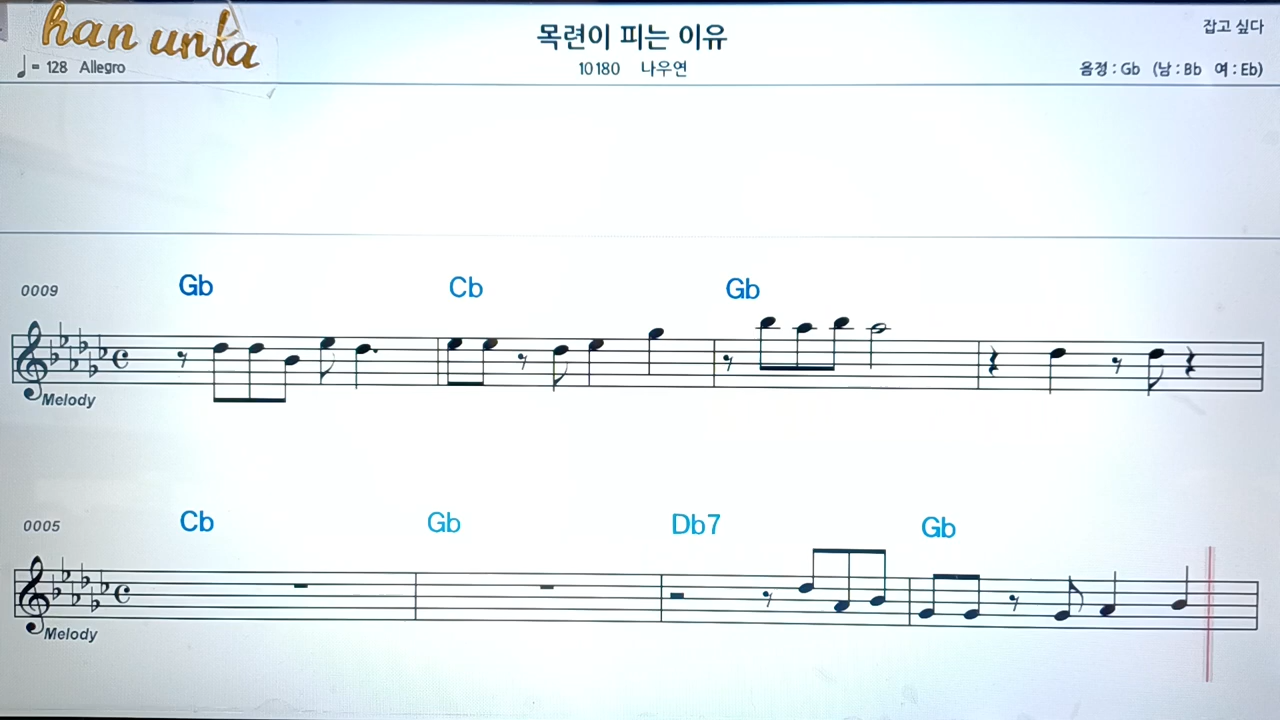 han unfa
목련이 피는 이유
잡고 싶다
♩= 128 Allegro
10180 나우연
음정 : Gb (남 : Bb 여 : Eb)
0009
Gb Cb Gb
Melody
0005
Cb Gb Db7 Gb
Melody